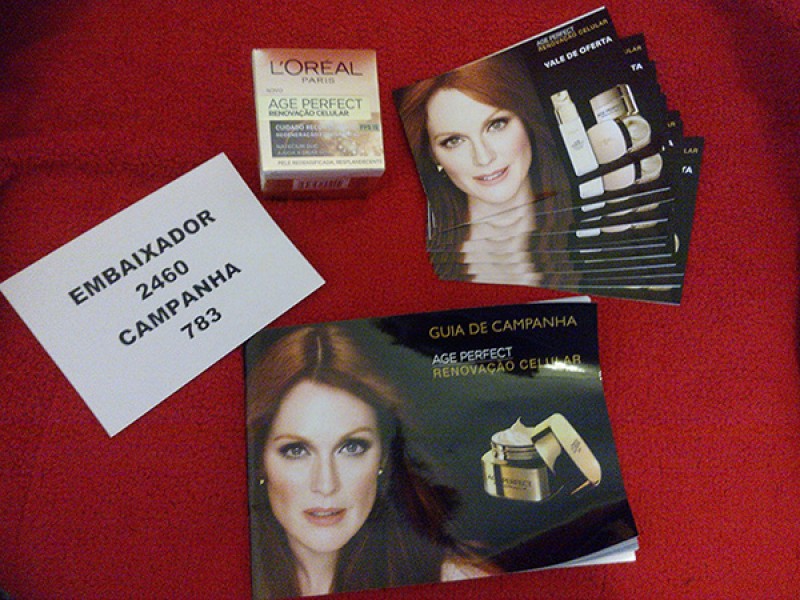 L'ORÉAL
PARIS
NOVO
AGE PERFECT
RENOVAÇÃO CELULAR
PELE REDENSIFICADA, RESPLANDECENTE
AGE PERFECT
RENOVAÇÃO CELULAR
VALE DE OFERTA
EMBAIXADOR
2460
CAMPANHA
783
GUIA DE CAMPANHA
AGE PERFECT
RENOVAÇÃO CELULAR
AGE PERFECT